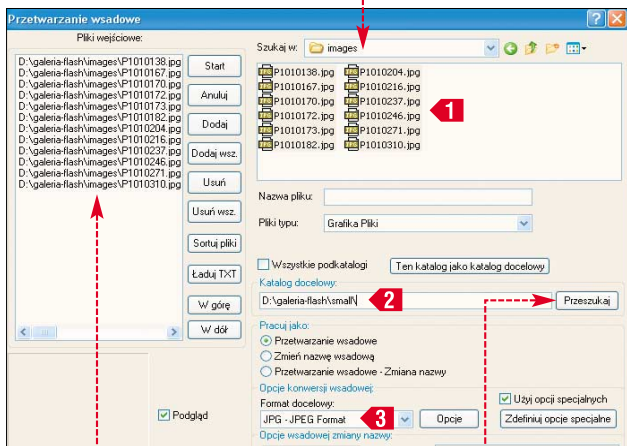 Przetwarzanie wsadowe
Pliki wejściowe:
D:\galeria-flash\images\P1010138.jpg
D:\galeria-flash\images\P1010167.jpg
D:\galeria-flash\images\P1010170.jpg
D:\galeria-flash\images\P1010172.jpg
D:\galeria-flash\images\P1010173.jpg
D:\galeria-flash\images\P1010182.jpg
D:\galeria-flash\images\P1010204.jpg
D:\galeria-flash\images\P1010216.jpg
D:\galeria-flash\images\P1010237.jpg
D:\galeria-flash\images\P1010246.jpg
D:\galeria-flash\images\P1010271.jpg
D:\galeria-flash\images\P1010310.jpg
Start
Anuluj
Dodaj
Dodaj wsz.
Usuń
Usuń wsz.
Sortuj pliki
Ładuj TXT
W górę
W dół
Podgląd
Szukaj w: images
P1010138.jpg P1010204.jpg
P1010167.jpg P1010216.jpg
P1010170.jpg P1010237.jpg
P1010172.jpg P1010246.jpg
P1010173.jpg P1010271.jpg
P1010182.jpg P1010310.jpg
1
Nazwa pliku:
Pliki typu: Grafika Pliki
Wszystkie podkatalogi Ten katalog jako katalog docelowy
Katalog docelowy:
D:\galeria-flash\small\ 2 Przeszukaj
Pracuj jako:
Przetwarzanie wsadowe
Zmień nazwę wsadową
Przetwarzanie wsadowe - Zmiana nazwy
Opcje konwersji wsadowej:
Format docelowy: Użyj opcji specjalnych
JPG - JPEG Format 3 Opcje Zdefiniuj opcje specjalne
Opcje wsadowej zmiany nazwy: